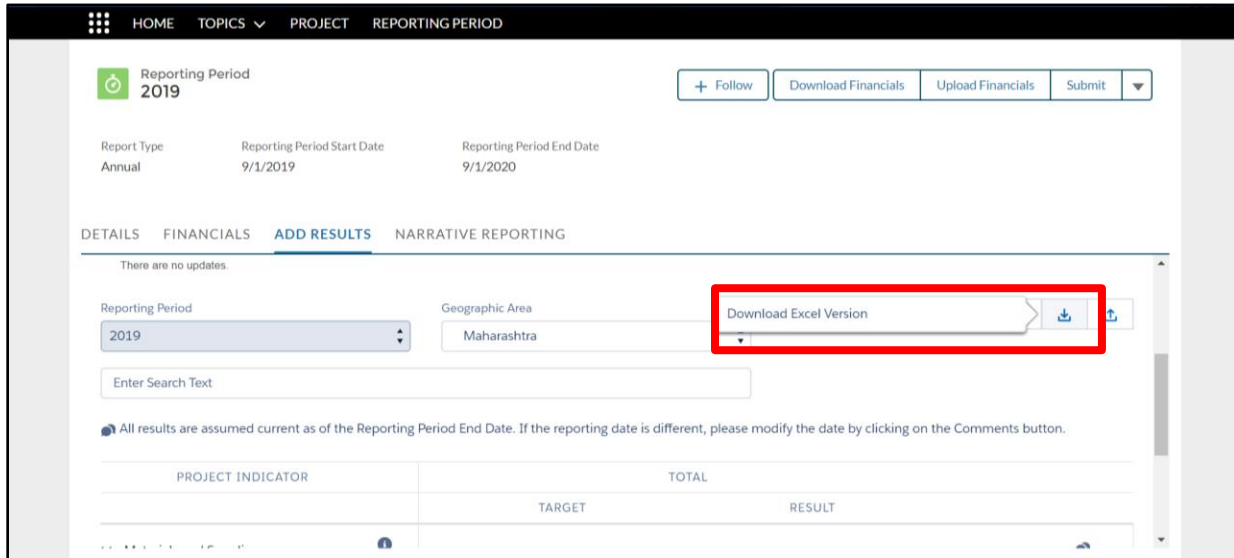 HOME TOPICS PROJECT REPORTING PERIOD
Reporting Period
2019
+ Follow Download Financials Upload Financials Submit
Report Type Reporting Period Start Date Reporting Period End Date
Annual 9/1/2019 9/1/2020
DETAILS FINANCIALS ADD RESULTS NARRATIVE REPORTING
There are no updates.
Reporting Period Geographic Area Download Excel Version
2019 Maharashtra
Enter Search Text
All results are assumed current as of the Reporting Period End Date. If the reporting date is different, please modify the date by clicking on the Comments button.
PROJECT INDICATOR TOTAL
TARGET RESULT